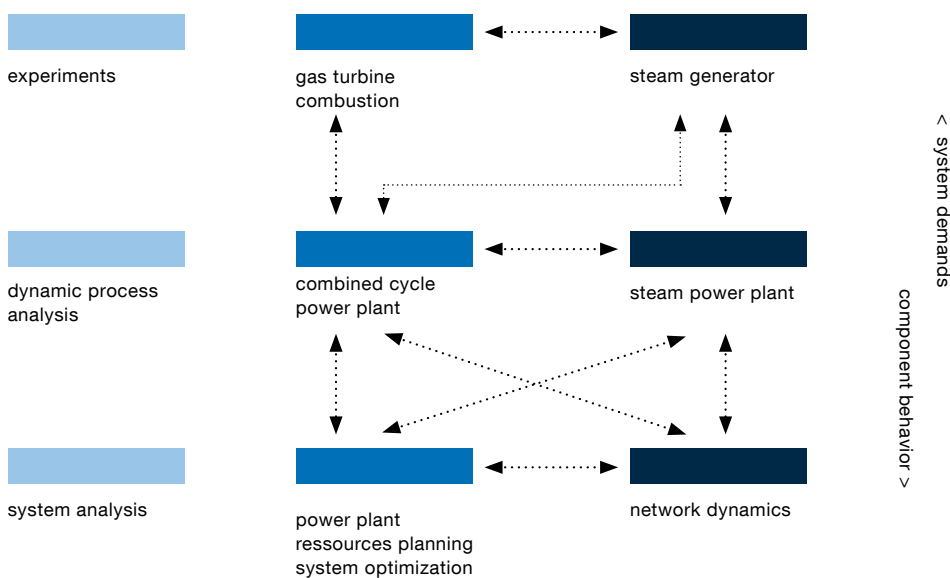 experiments
gas turbine
combustion
steam generator
dynamic process
analysis
combined cycle
power plant
steam power plant
system analysis
power plant
ressources planning
system optimization
network dynamics
< system demands
component behavior >